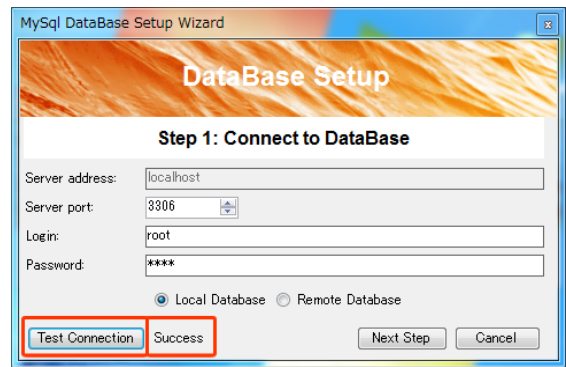 MySql DataBase Setup Wizard
DataBase Setup
Step 1: Connect to DataBase
Server address: localhost
Server port: 3306
Login: root
Password: ****
Local Database Remote Database
Test Connection Success Next Step Cancel